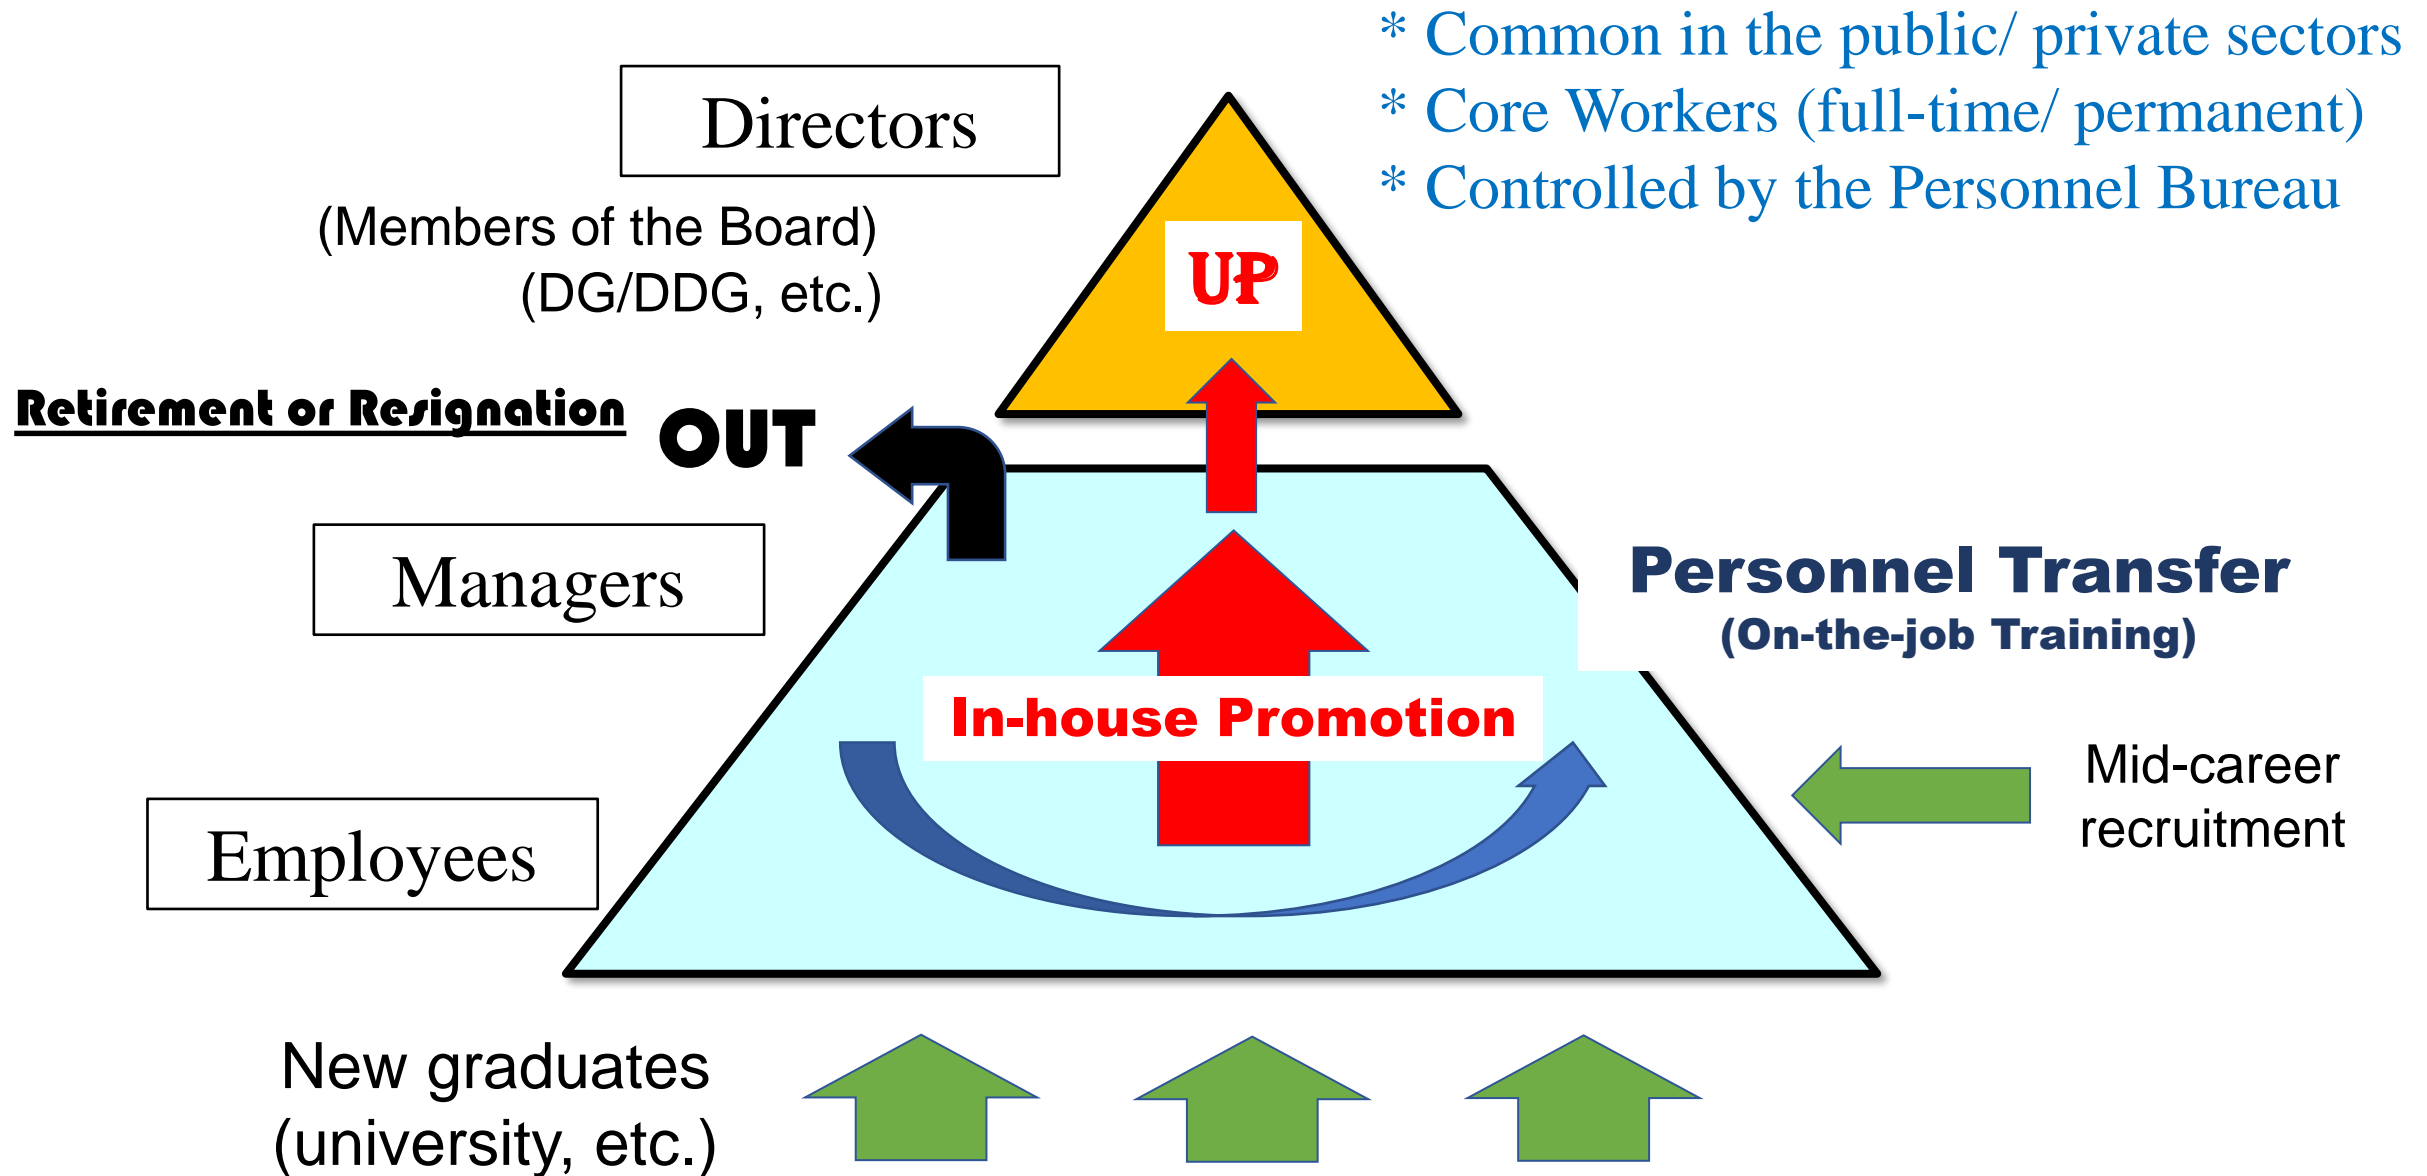 * Common in the public/ private sectors
* Core Workers (full-time/ permanent)
* Controlled by the Personnel Bureau
Directors
(Members of the Board)
(DG/DDG, etc.)
UP
Retirement or Resignation
OUT
Managers
Personnel Transfer
(On-the-job Training)
In-house Promotion
Mid-career
recruitment
Employees
New graduates
(university, etc.)